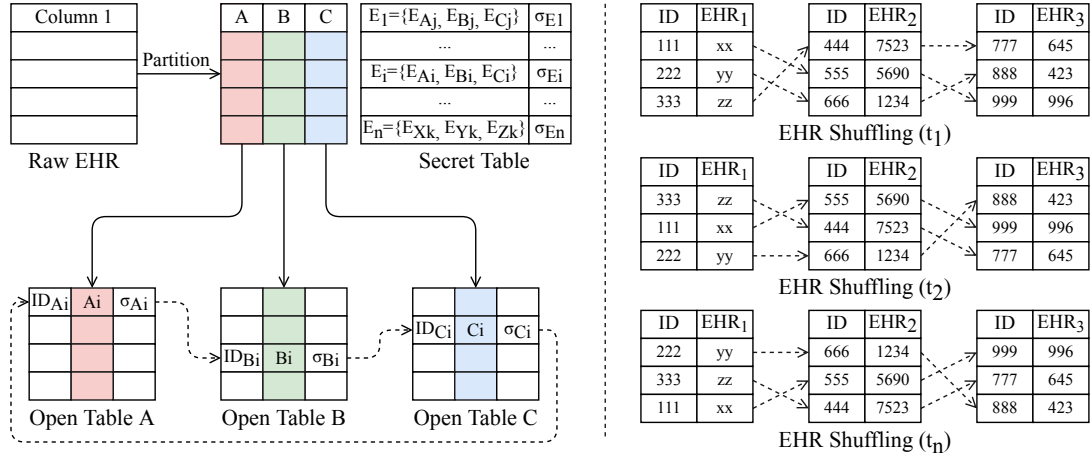 Column 1
Partition
Raw EHR
A B C
E1={EAj, EBj, ECj} σE1
... ...
Ei={EAi, EBi, ECi} σEi
... ...
En={EXk, EYk, EZk} σEn
Secret Table
IDAi Ai σAi
Open Table A
IDBi Bi σBi
Open Table B
IDCi Ci σCi
Open Table C
ID EHR1 ID EHR2 ID EHR3
111 xx 444 7523 777 645
222 yy 555 5690 888 423
333 zz 666 1234 999 996
EHR Shuffling (t1)
ID EHR1 ID EHR2 ID EHR3
333 zz 555 5690 888 423
111 xx 444 7523 999 996
222 yy 666 1234 777 645
EHR Shuffling (t2)
ID EHR1 ID EHR2 ID EHR3
222 yy 666 1234 999 996
333 zz 555 5690 777 645
111 xx 444 7523 888 423
EHR Shuffling (tn)